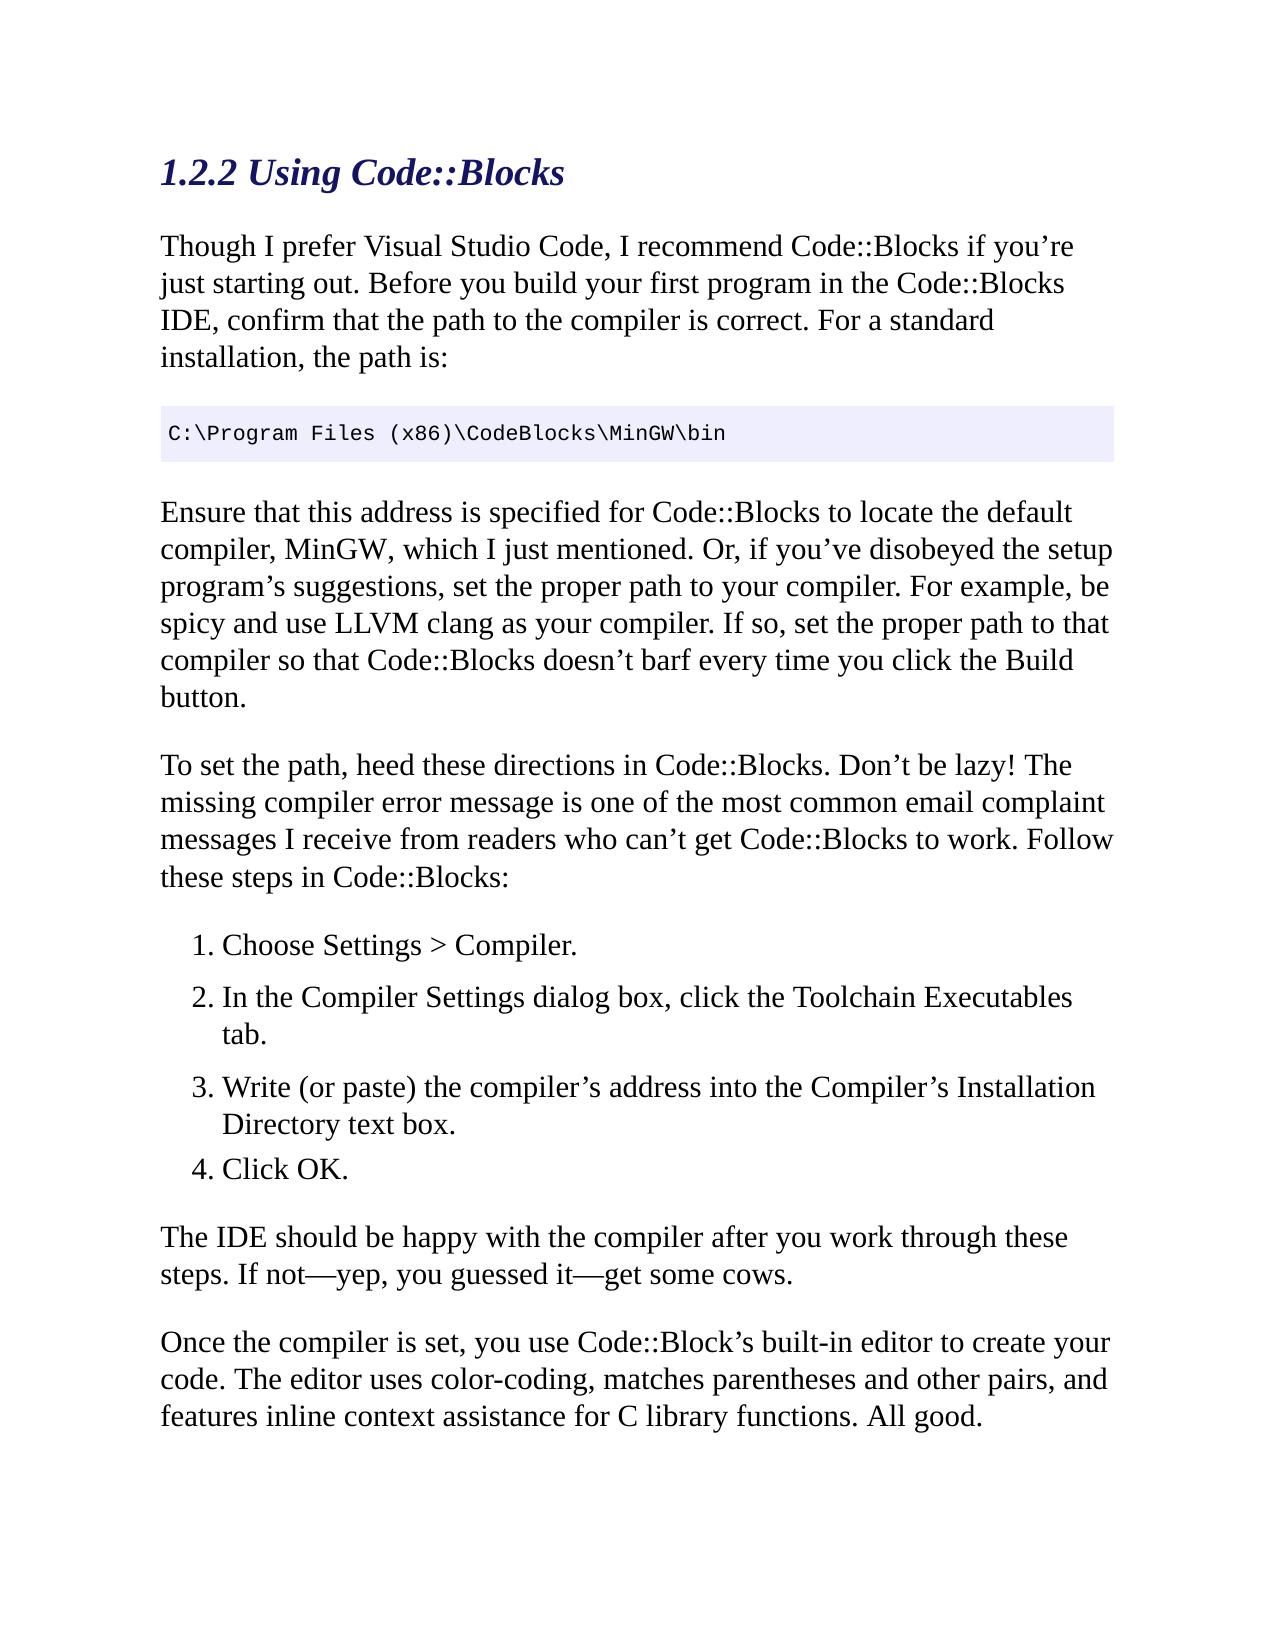 1.2.2 Using Code::Blocks
Though I prefer Visual Studio Code, I recommend Code::Blocks if you’re
just starting out. Before you build your first program in the Code::Blocks
IDE, confirm that the path to the compiler is correct. For a standard
installation, the path is:
C:\Program Files (x86)\CodeBlocks\MinGW\bin
Ensure that this address is specified for Code::Blocks to locate the default
compiler, MinGW, which I just mentioned. Or, if you’ve disobeyed the setup
program’s suggestions, set the proper path to your compiler. For example, be
spicy and use LLVM clang as your compiler. If so, set the proper path to that
compiler so that Code::Blocks doesn’t barf every time you click the Build
button.
To set the path, heed these directions in Code::Blocks. Don’t be lazy! The
missing compiler error message is one of the most common email complaint
messages I receive from readers who can’t get Code::Blocks to work. Follow
these steps in Code::Blocks:
1. Choose Settings > Compiler.
2. In the Compiler Settings dialog box, click the Toolchain Executables
tab.
3. Write (or paste) the compiler’s address into the Compiler’s Installation
Directory text box.
4. Click OK.
The IDE should be happy with the compiler after you work through these
steps. If not—yep, you guessed it—get some cows.
Once the compiler is set, you use Code::Block’s built-in editor to create your
code. The editor uses color-coding, matches parentheses and other pairs, and
features inline context assistance for C library functions. All good.